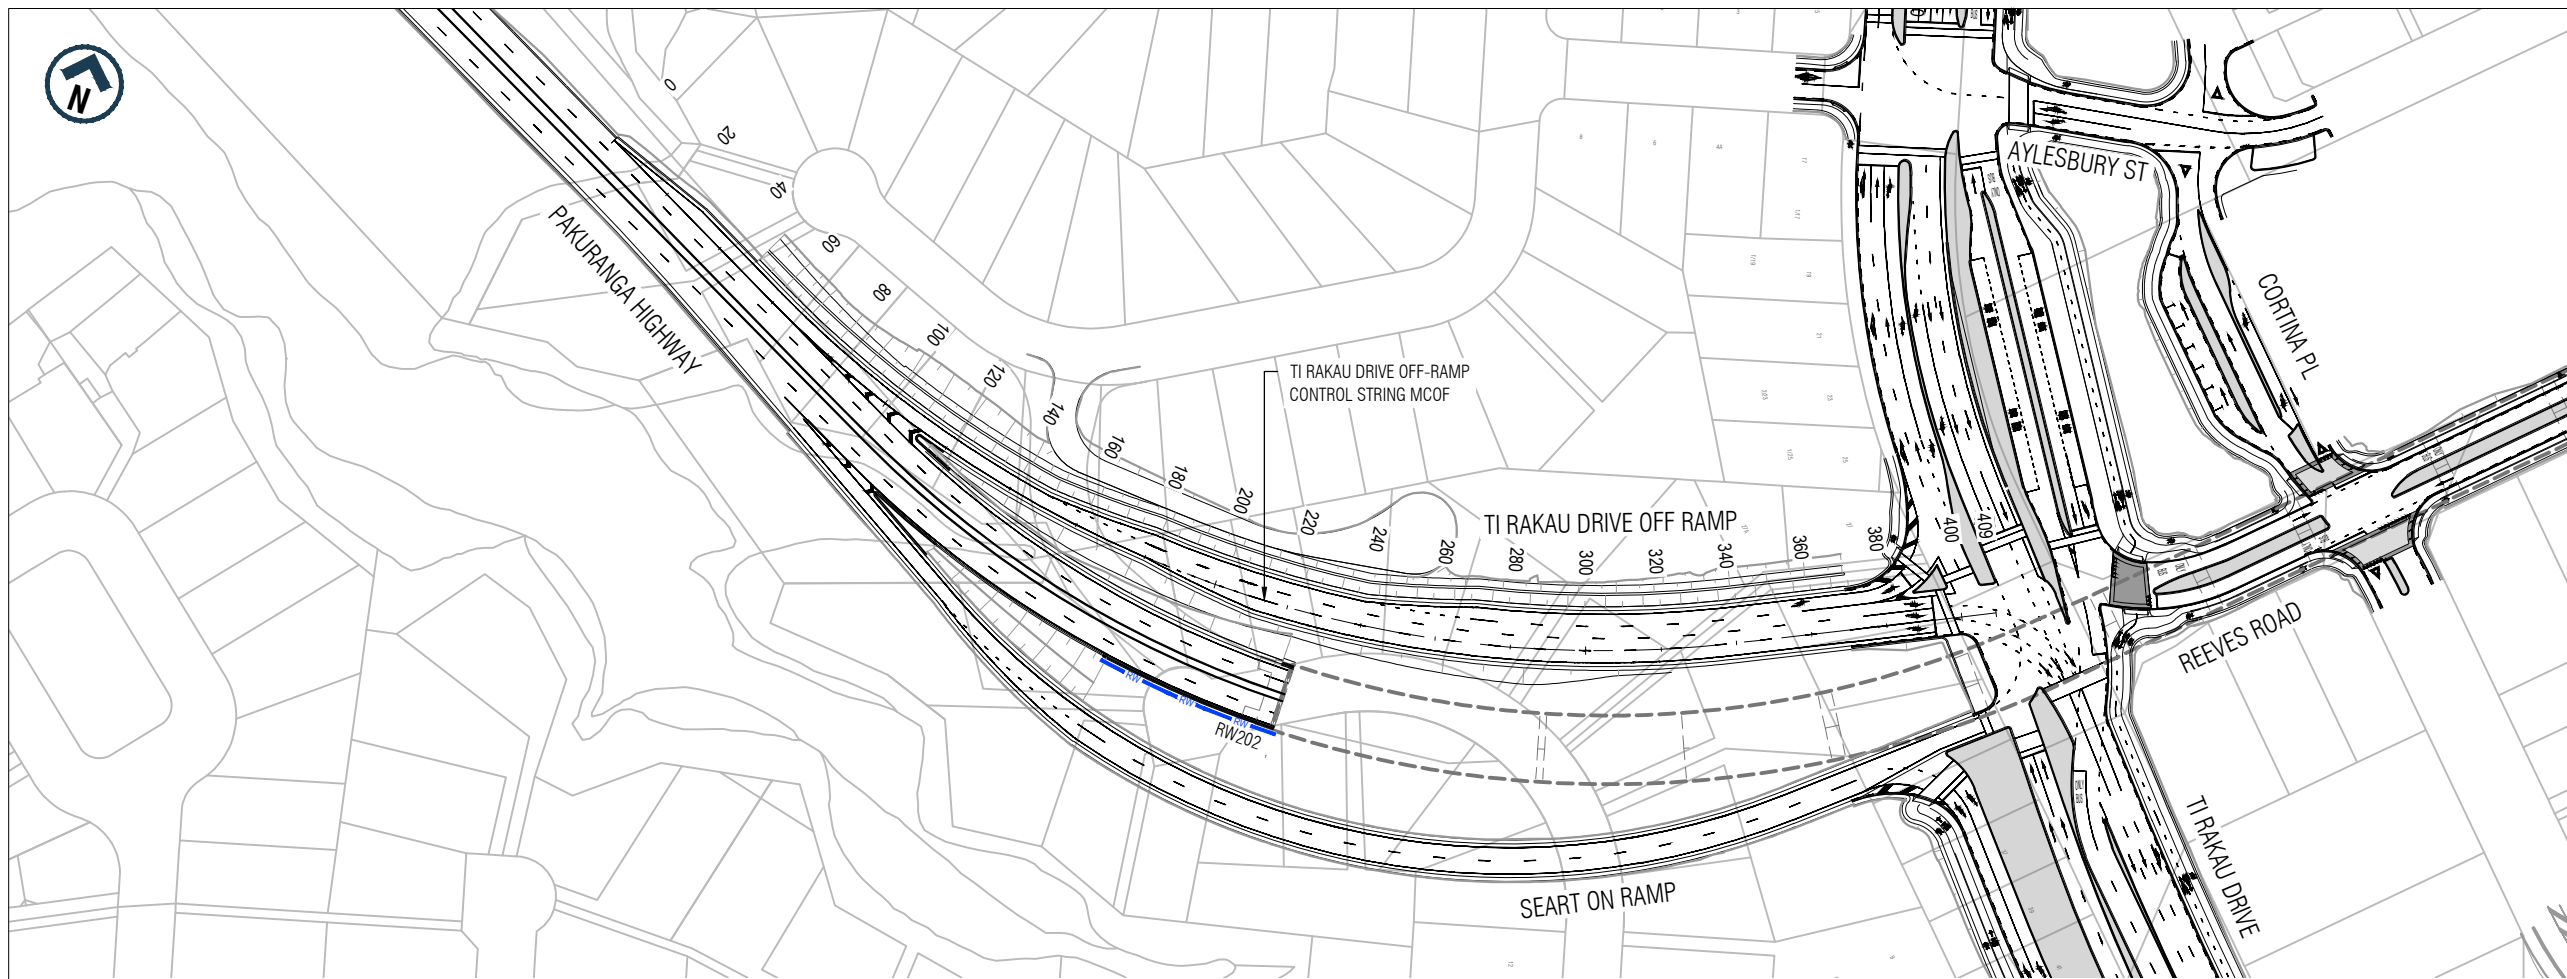 N
0
20
40
60
80
100
120
140
160
180
200
220
240
260
280
300
320
340
360
380
400
409
PAKURANGA HIGHWAY
TI RAKAU DRIVE OFF-RAMP
CONTROL STRING MCOF
TI RAKAU DRIVE OFF RAMP
AYLESBURY ST
CORTINA PL
REEVES ROAD
RW
RW
RW
RW202
SEART ON RAMP
TI RAKAU DRIVE
ONLY
BUS